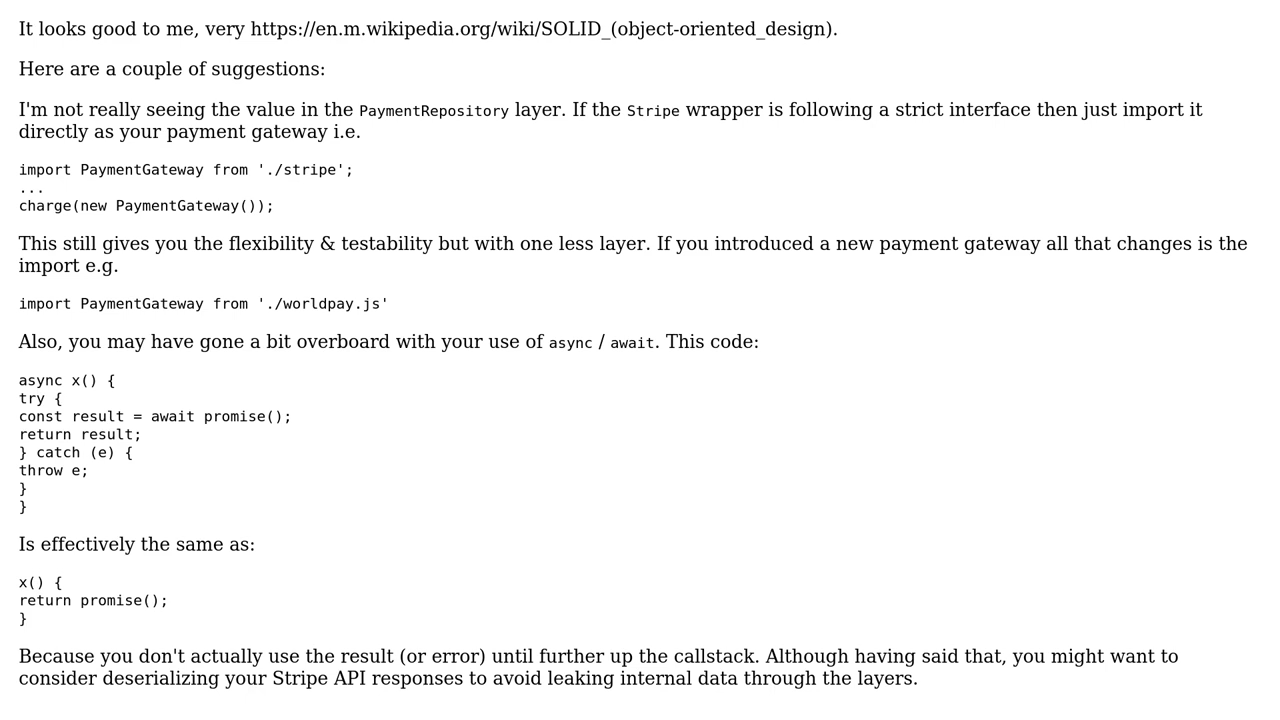 It looks good to me, very https://en.m.wikipedia.org/wiki/SOLID_(object-oriented_design).
Here are a couple of suggestions:
I'm not really seeing the value in the PaymentRepository layer. If the Stripe wrapper is following a strict interface then just import it
directly as your payment gateway i.e.
import PaymentGateway from './stripe';
...
charge(new PaymentGateway());
This still gives you the flexibility & testability but with one less layer. If you introduced a new payment gateway all that changes is the
import e.g.
import PaymentGateway from './worldpay.js'
Also, you may have gone a bit overboard with your use of async / await. This code:
async x() {
try {
const result = await promise();
return result;
} catch (e) {
throw e;
}
}
Is effectively the same as:
x() {
return promise();
}
Because you don't actually use the result (or error) until further up the callstack. Although having said that, you might want to
consider deserializing your Stripe API responses to avoid leaking internal data through the layers.